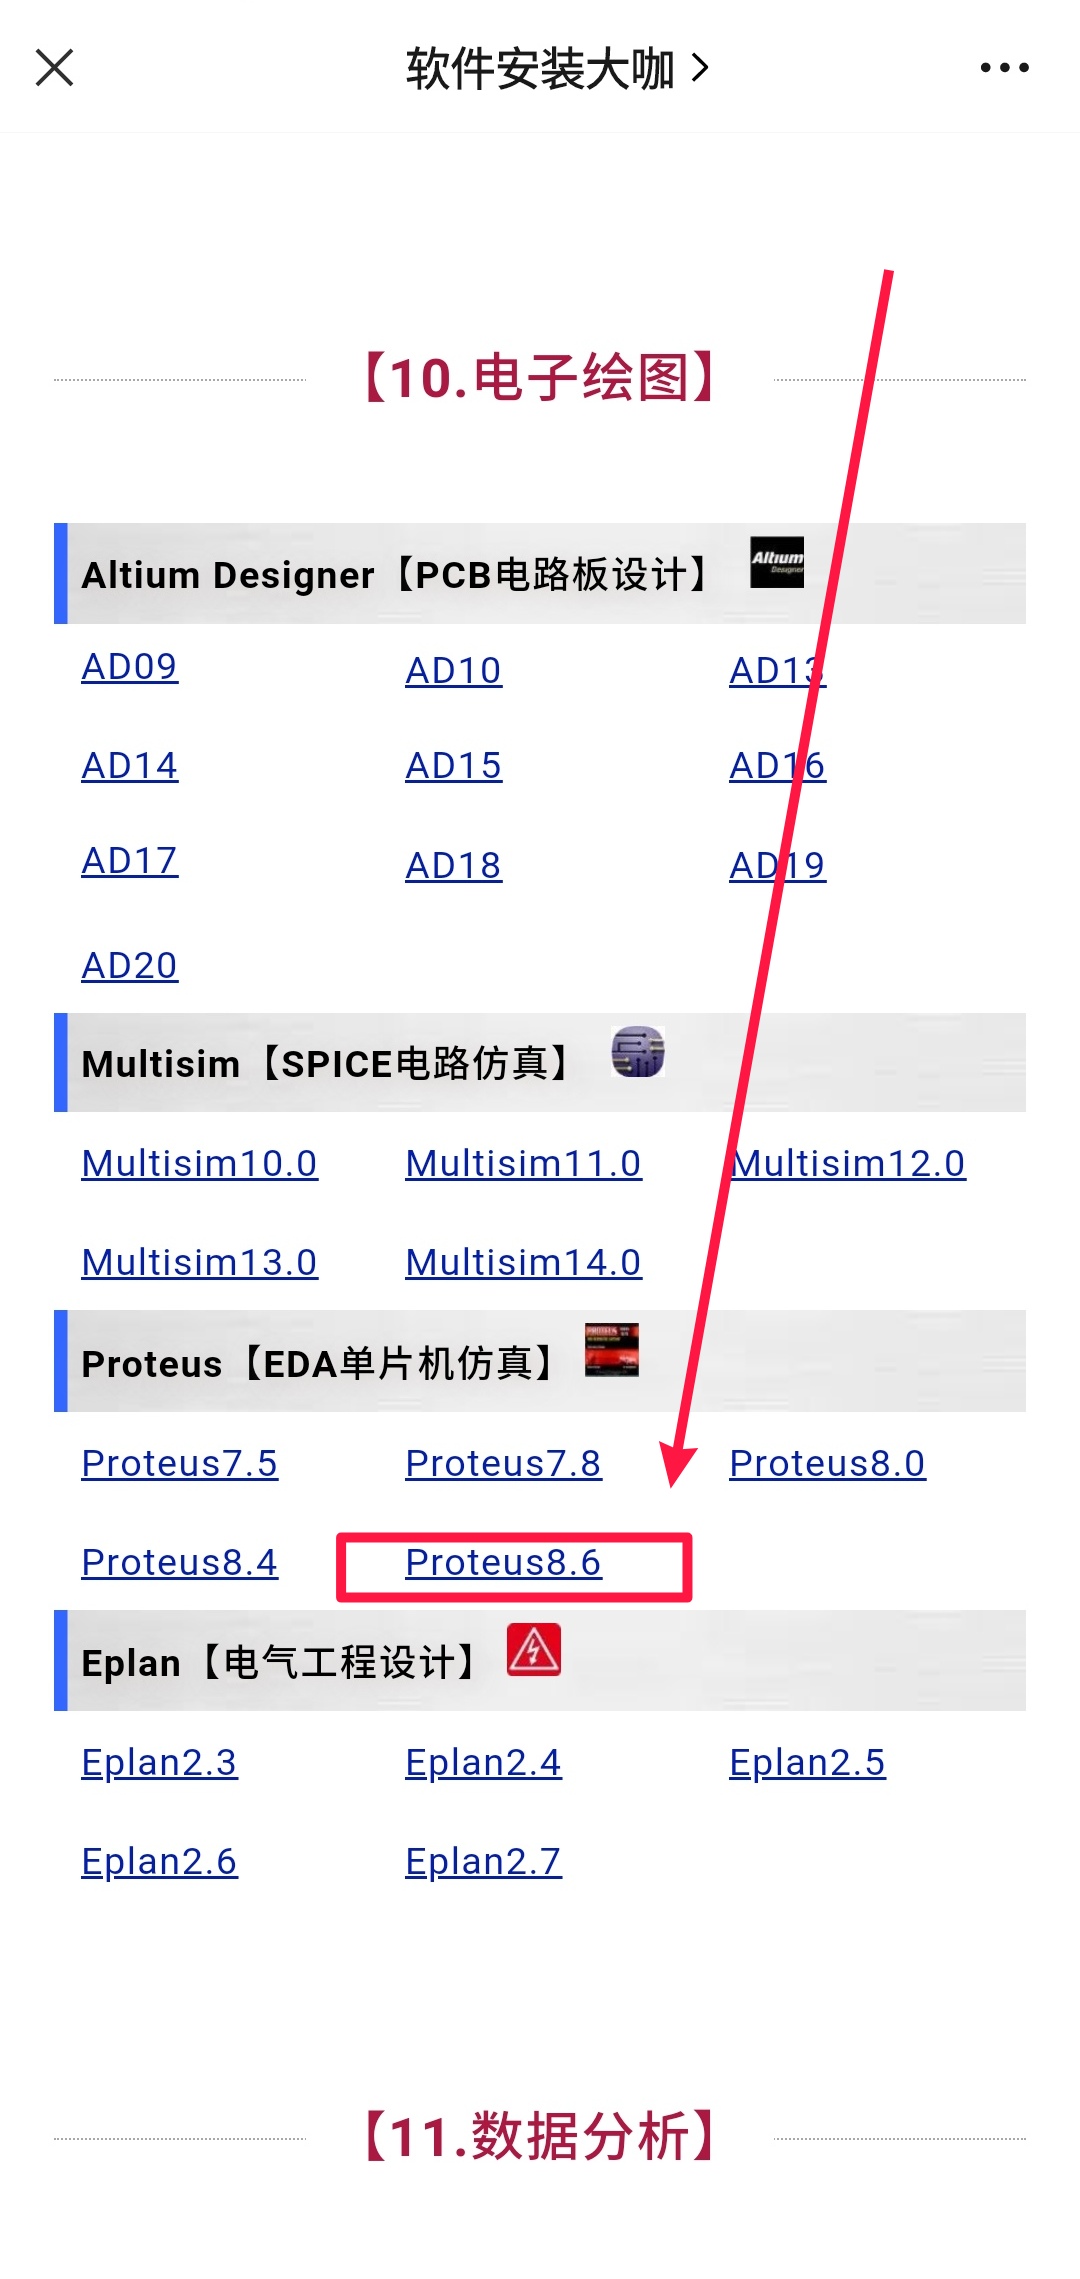 软件安装大咖
【10.电子绘图】
Altium Designer【PCB电路板设计】
Altium
Designer
AD09 AD10 AD13
AD14 AD15 AD16
AD17 AD18 AD19
AD20
Multisim【SPICE电路仿真】
Multisim10.0 Multisim11.0 Multisim12.0
Multisim13.0 Multisim14.0
Proteus【EDA单片机仿真】
PROTEUS
Proteus7.5 Proteus7.8 Proteus8.0
Proteus8.4 Proteus8.6
Eplan【电气工程设计】
Eplan2.3 Eplan2.4 Eplan2.5
Eplan2.6 Eplan2.7
【11.数据分析】